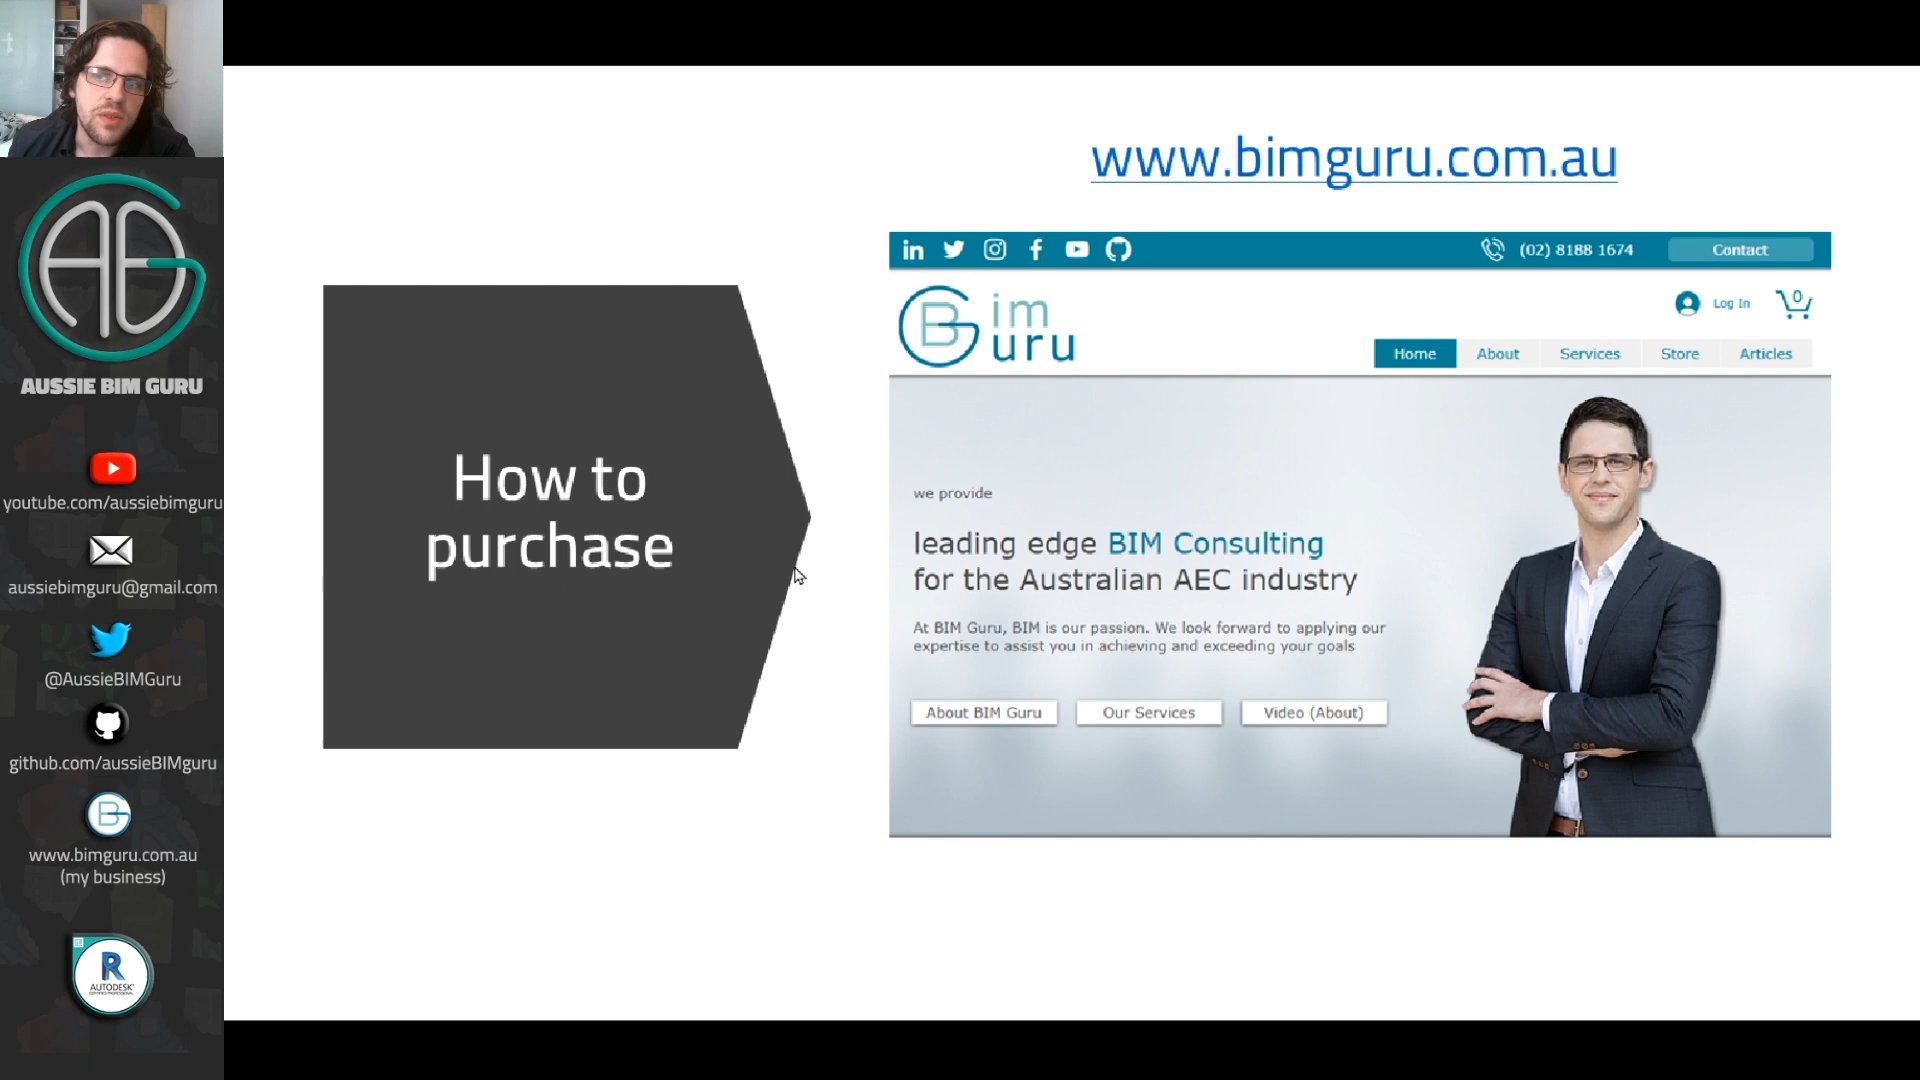 AUSSIE BIM GURU
youtube.com/aussiebimguru
aussiebimguru@gmail.com
@AussieBIMGuru
github.com/aussieBIMguru
www.bimguru.com.au
(my business)
R
AUTODESK
How to
purchase
www.bimguru.com.au
(02) 8188 1674
Contact
BG im
uru
Log In
0
Home About Services Store Articles
we provide
leading edge BIM Consulting
for the Australian AEC industry
At BIM Guru, BIM is our passion. We look forward to applying our
expertise to assist you in achieving and exceeding your goals
About BIM Guru Our Services Video (About)